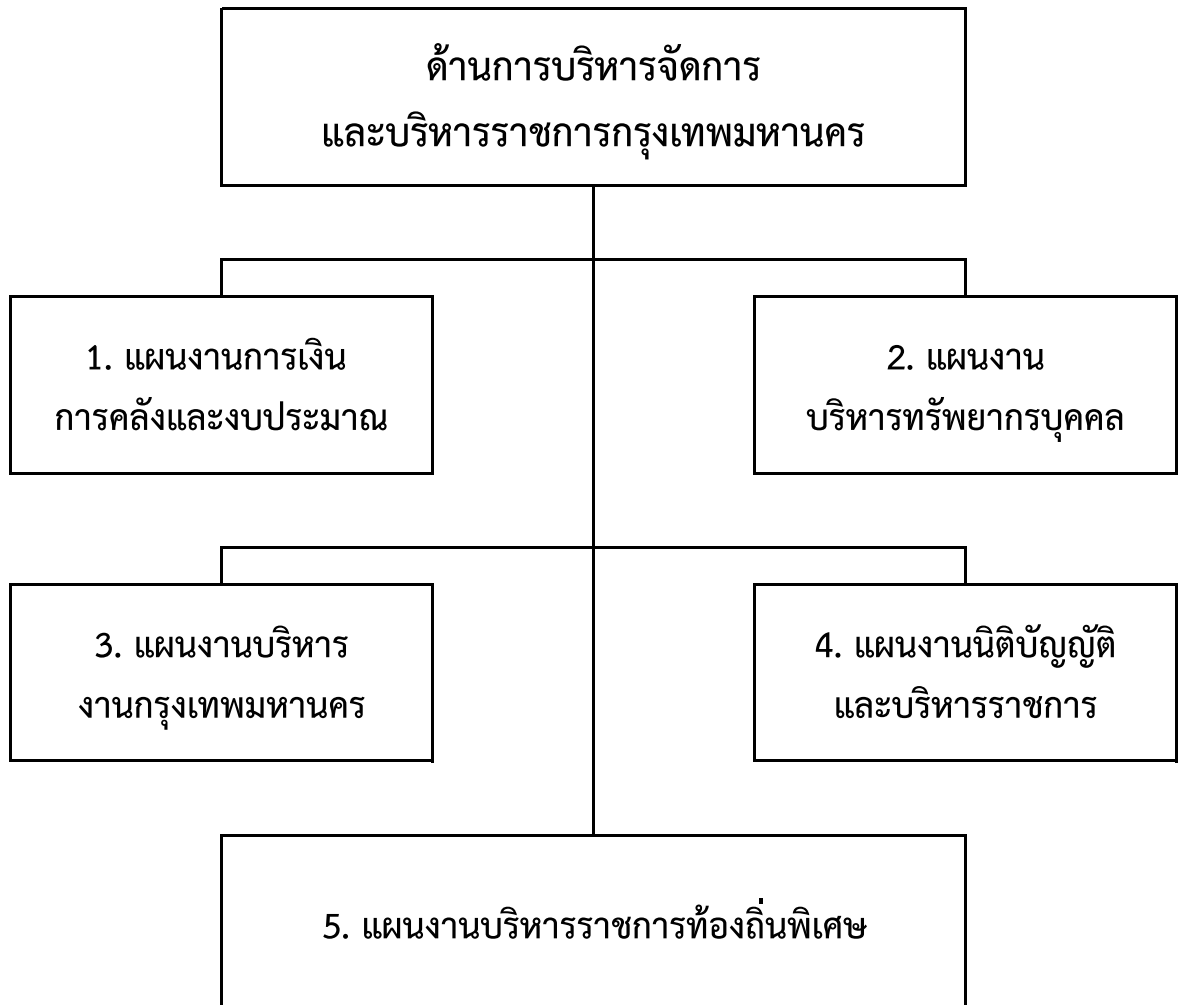 ด้านการบริหารจัดการ
และบริหารราชการกรุงเทพมหานคร
1. แผนงานการเงิน
การคลังและงบประมาณ
2. แผนงาน
บริหารทรัพยากรบุคคล
3. แผนงานบริหาร
งานกรุงเทพมหานคร
4. แผนงานนิติบัญญัติ
และบริหารราชการ
5. แผนงานบริหารราชการท้องถิ่นพิเศษ